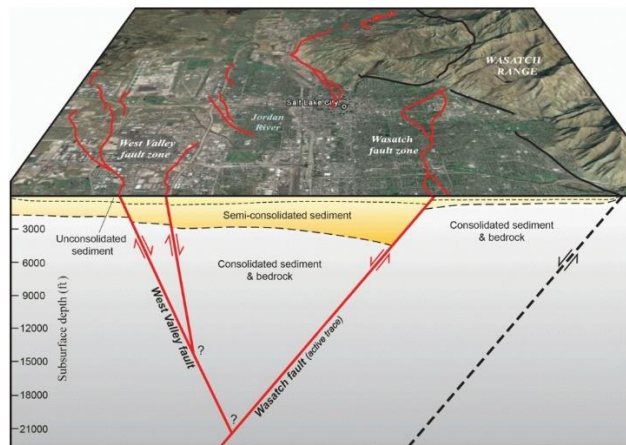 WASATCH
RANGE
Salt Lake City
Jordan
River
West Valley
fault zone
Wasatch
fault zone
Semi-consolidated sediment
Unconsolidated
sediment
Consolidated sediment
& bedrock
Consolidated sediment
& bedrock
3000
6000
9000
12000
15000
18000
21000
Subsurface depth (ft)
West Valley fault
Wasatch fault (active trace)
?
?